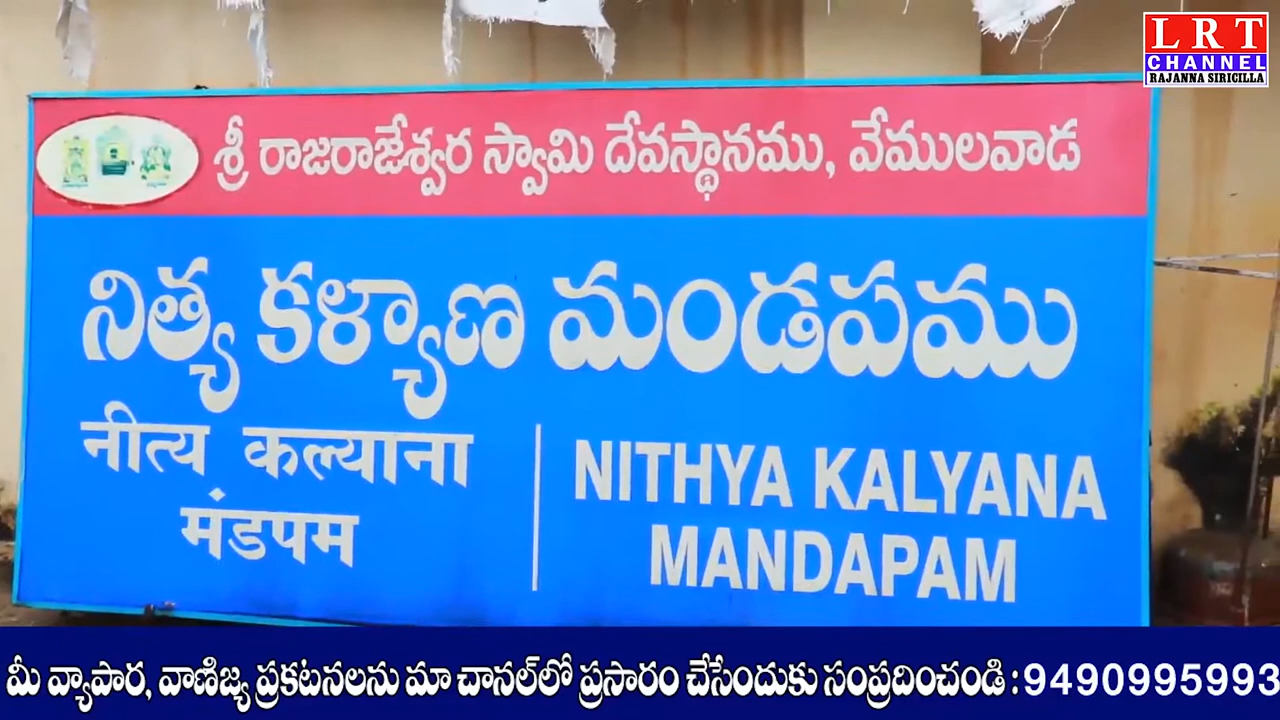 LRT
CHANNEL
RAJANNA SIRICILLA
శ్రీ రాజరాజేశ్వర స్వామి దేవస్థానము, వేములవాడ
నిత్య కళ్యాణ మండపము
नीत्य कल्याना
मंडपम
NITHYA KALYANA
MANDAPAM
మీ వ్యాపార, వాణిజ్య ప్రకటనలను మా చానల్‌లో ప్రసారం చేసేందుకు సంప్రదించండి : 9490995993